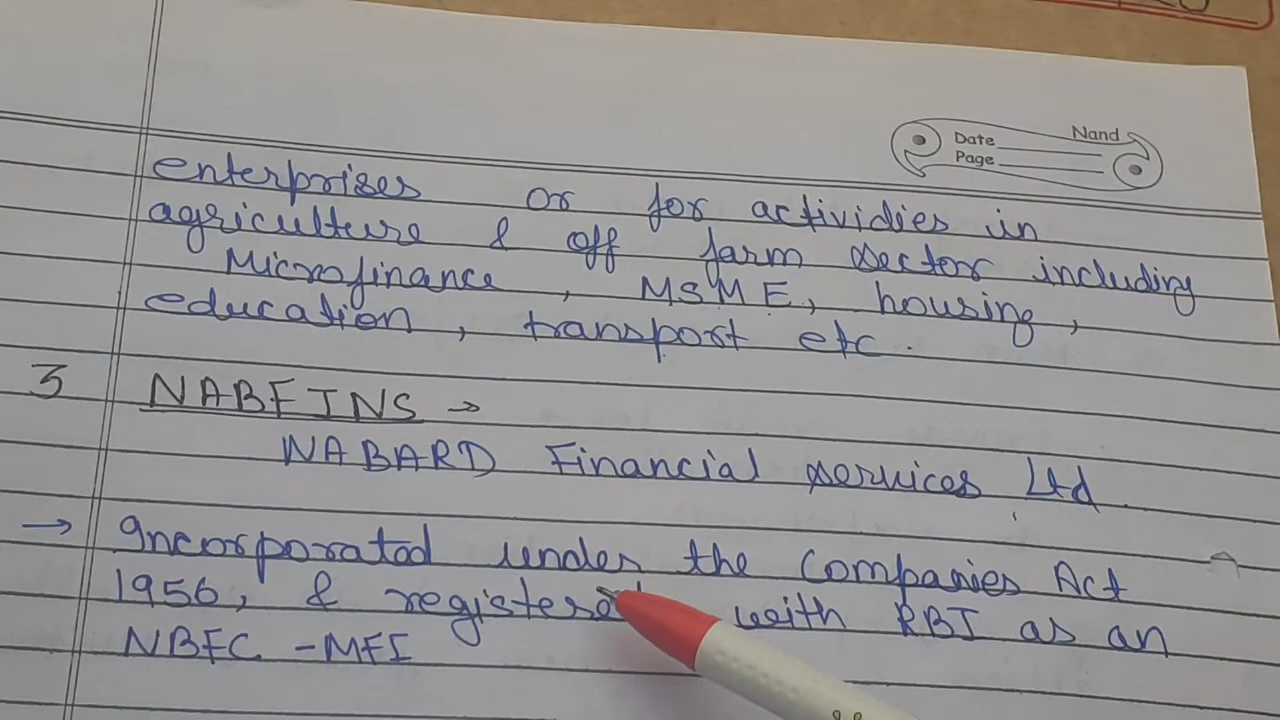 Date Nand
Page
enterprises or for actividies in
agriculture & off farm sector including
Microfinance, MSME, housing,
education, transport etc.
3 NABFINS →
NABARD Financial services Ltd
→ Incorporated under the Companies Act
1956, & registered with RBI as an
NBFC - MFI